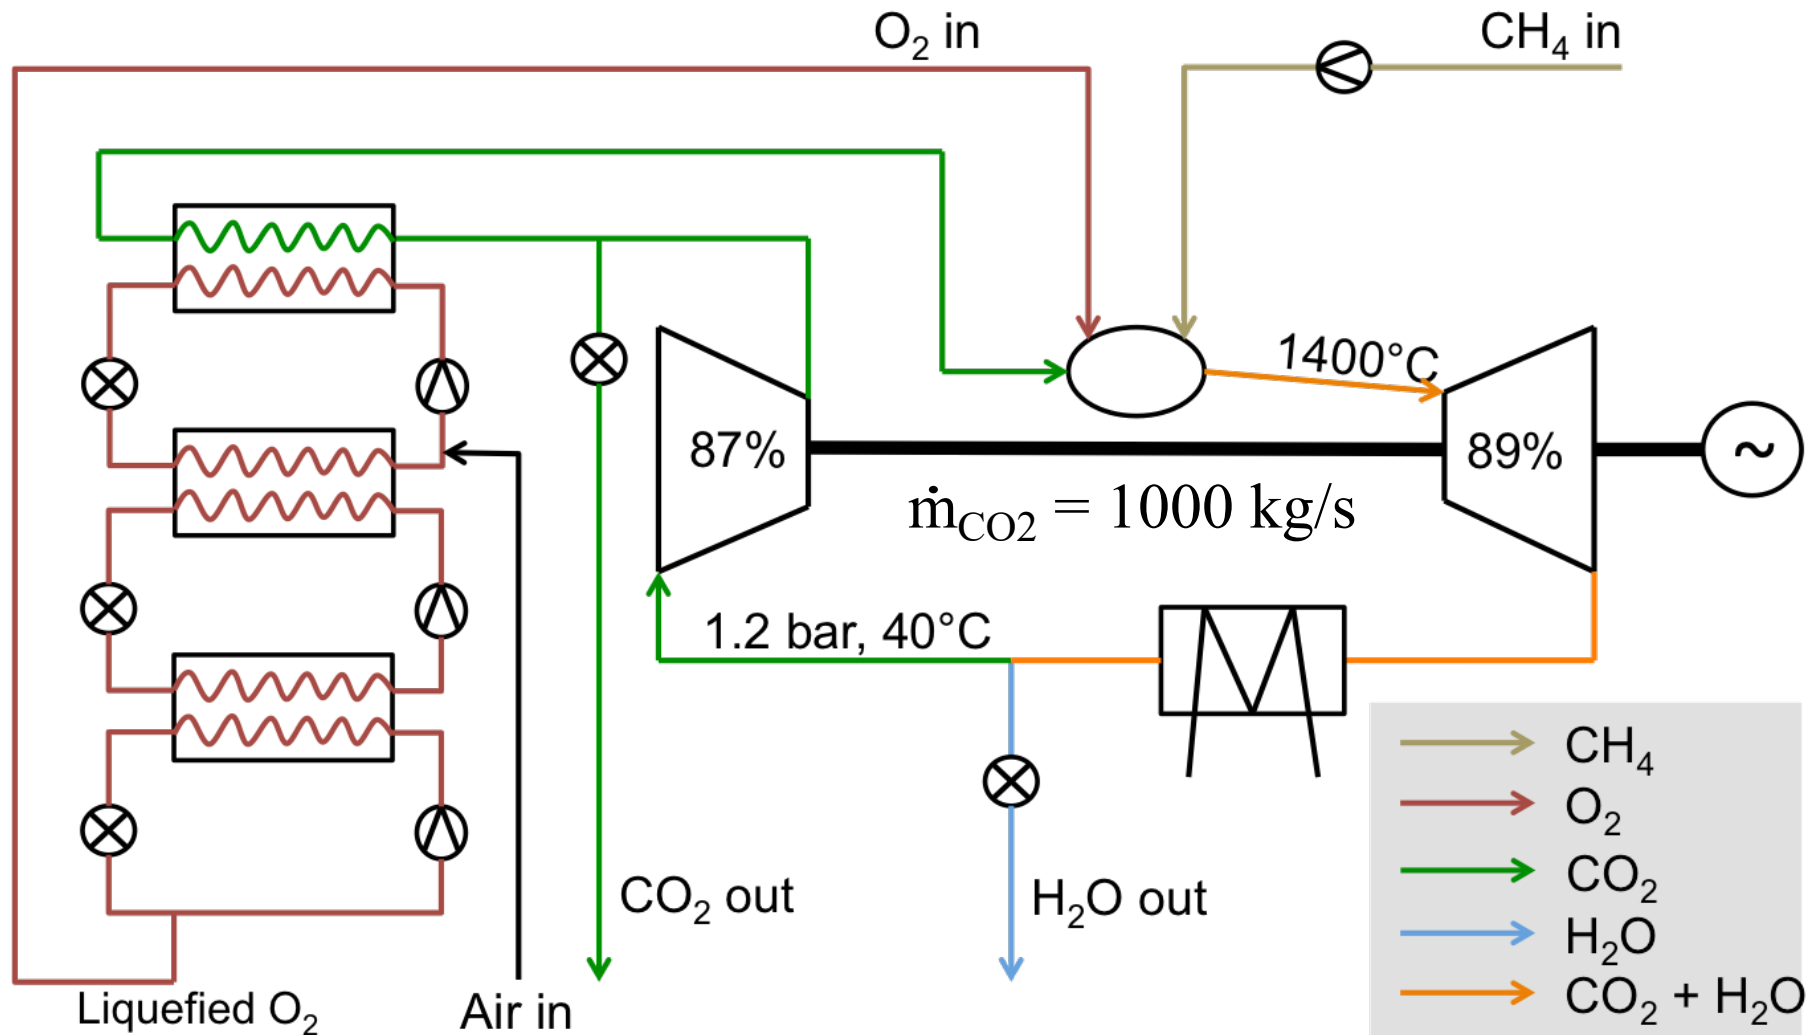 O₂ in
CH₄ in
1400°C
87%
89%
~
ṁ_CO2 = 1000 kg/s
1.2 bar, 40°C
CO₂ out
H₂O out
Liquefied O₂
Air in
CH₄
O₂
CO₂
H₂O
CO₂ + H₂O